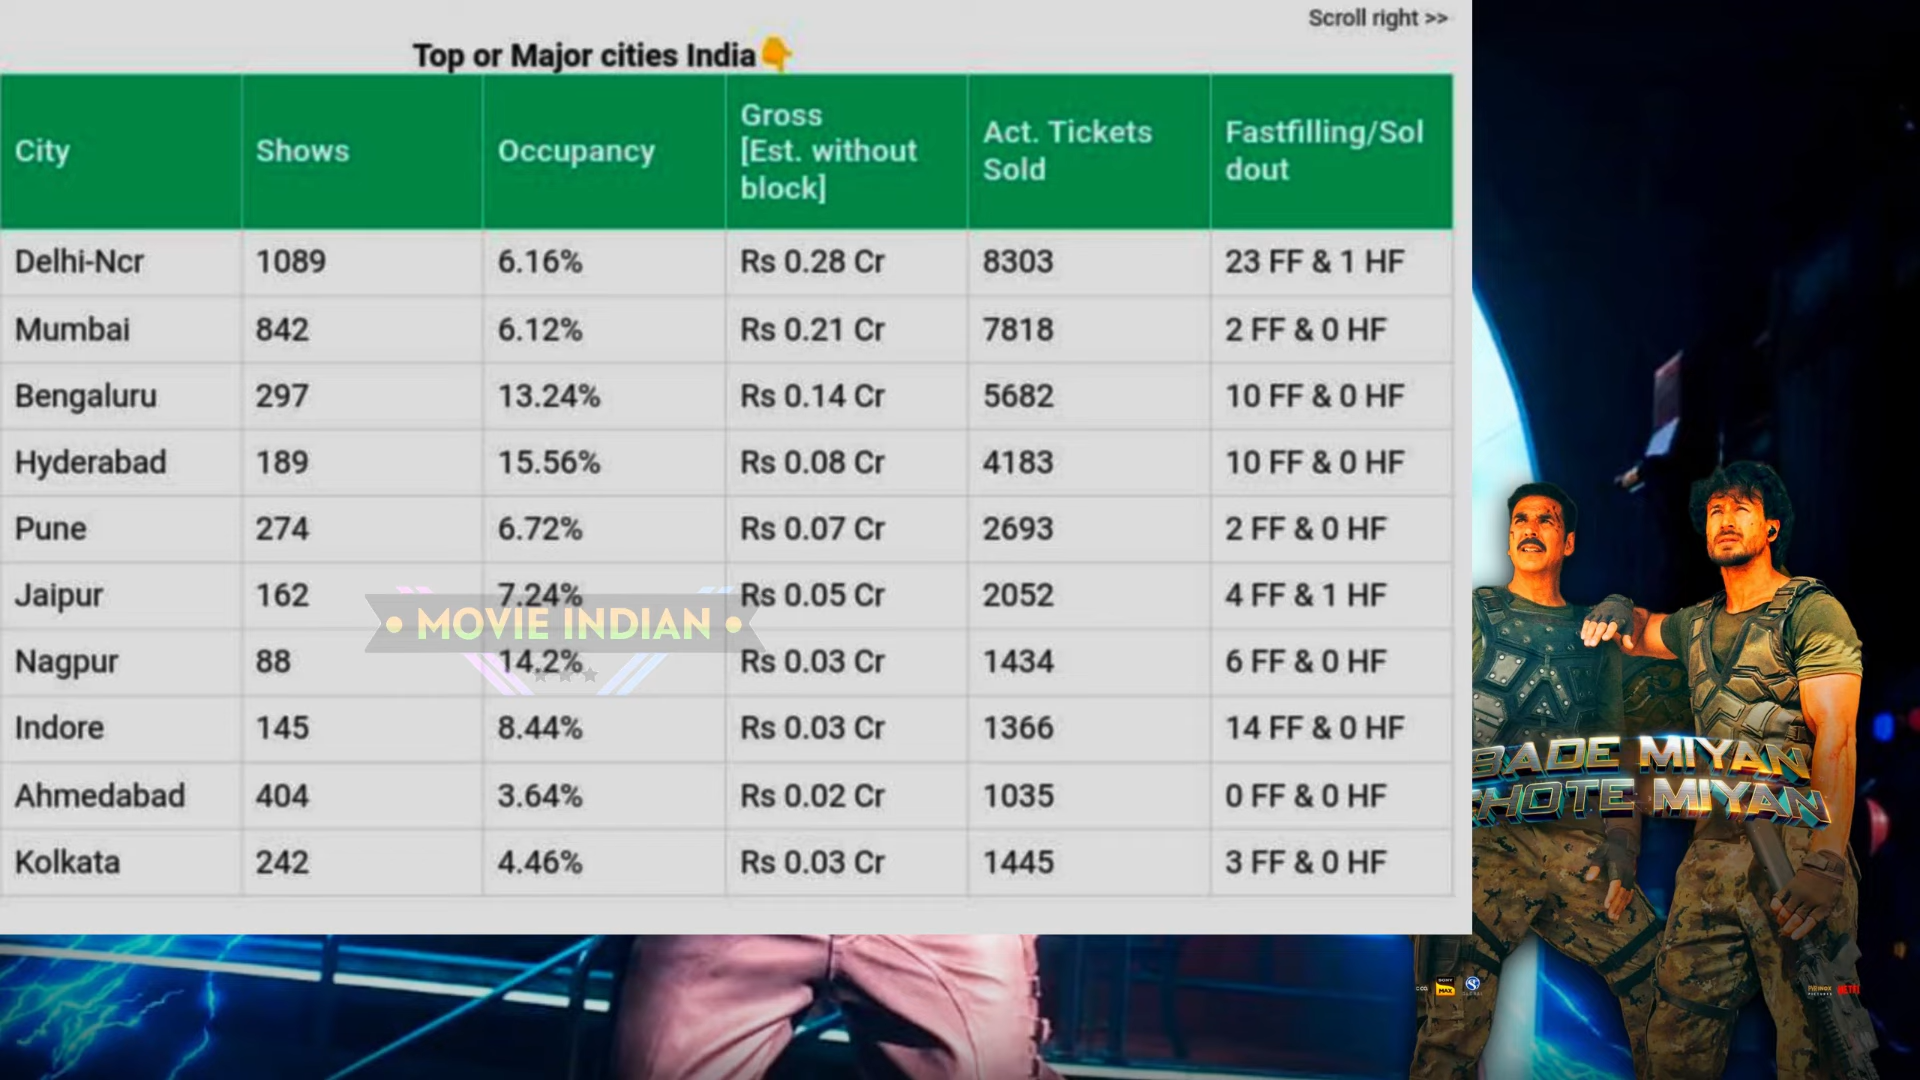 Scroll right >>
Top or Major cities India👇
City Shows Occupancy Gross [Est. without block] Act. Tickets Sold Fastfilling/Soldout
Delhi-Ncr 1089 6.16% Rs 0.28 Cr 8303 23 FF & 1 HF
Mumbai 842 6.12% Rs 0.21 Cr 7818 2 FF & 0 HF
Bengaluru 297 13.24% Rs 0.14 Cr 5682 10 FF & 0 HF
Hyderabad 189 15.56% Rs 0.08 Cr 4183 10 FF & 0 HF
Pune 274 6.72% Rs 0.07 Cr 2693 2 FF & 0 HF
Jaipur 162 7.24% Rs 0.05 Cr 2052 4 FF & 1 HF
MOVIE INDIAN
Nagpur 88 14.2% Rs 0.03 Cr 1434 6 FF & 0 HF
Indore 145 8.44% Rs 0.03 Cr 1366 14 FF & 0 HF
Ahmedabad 404 3.64% Rs 0.02 Cr 1035 0 FF & 0 HF
Kolkata 242 4.46% Rs 0.03 Cr 1445 3 FF & 0 HF
BADE MIYAN
CHOTE MIYAN
SONY
MAX